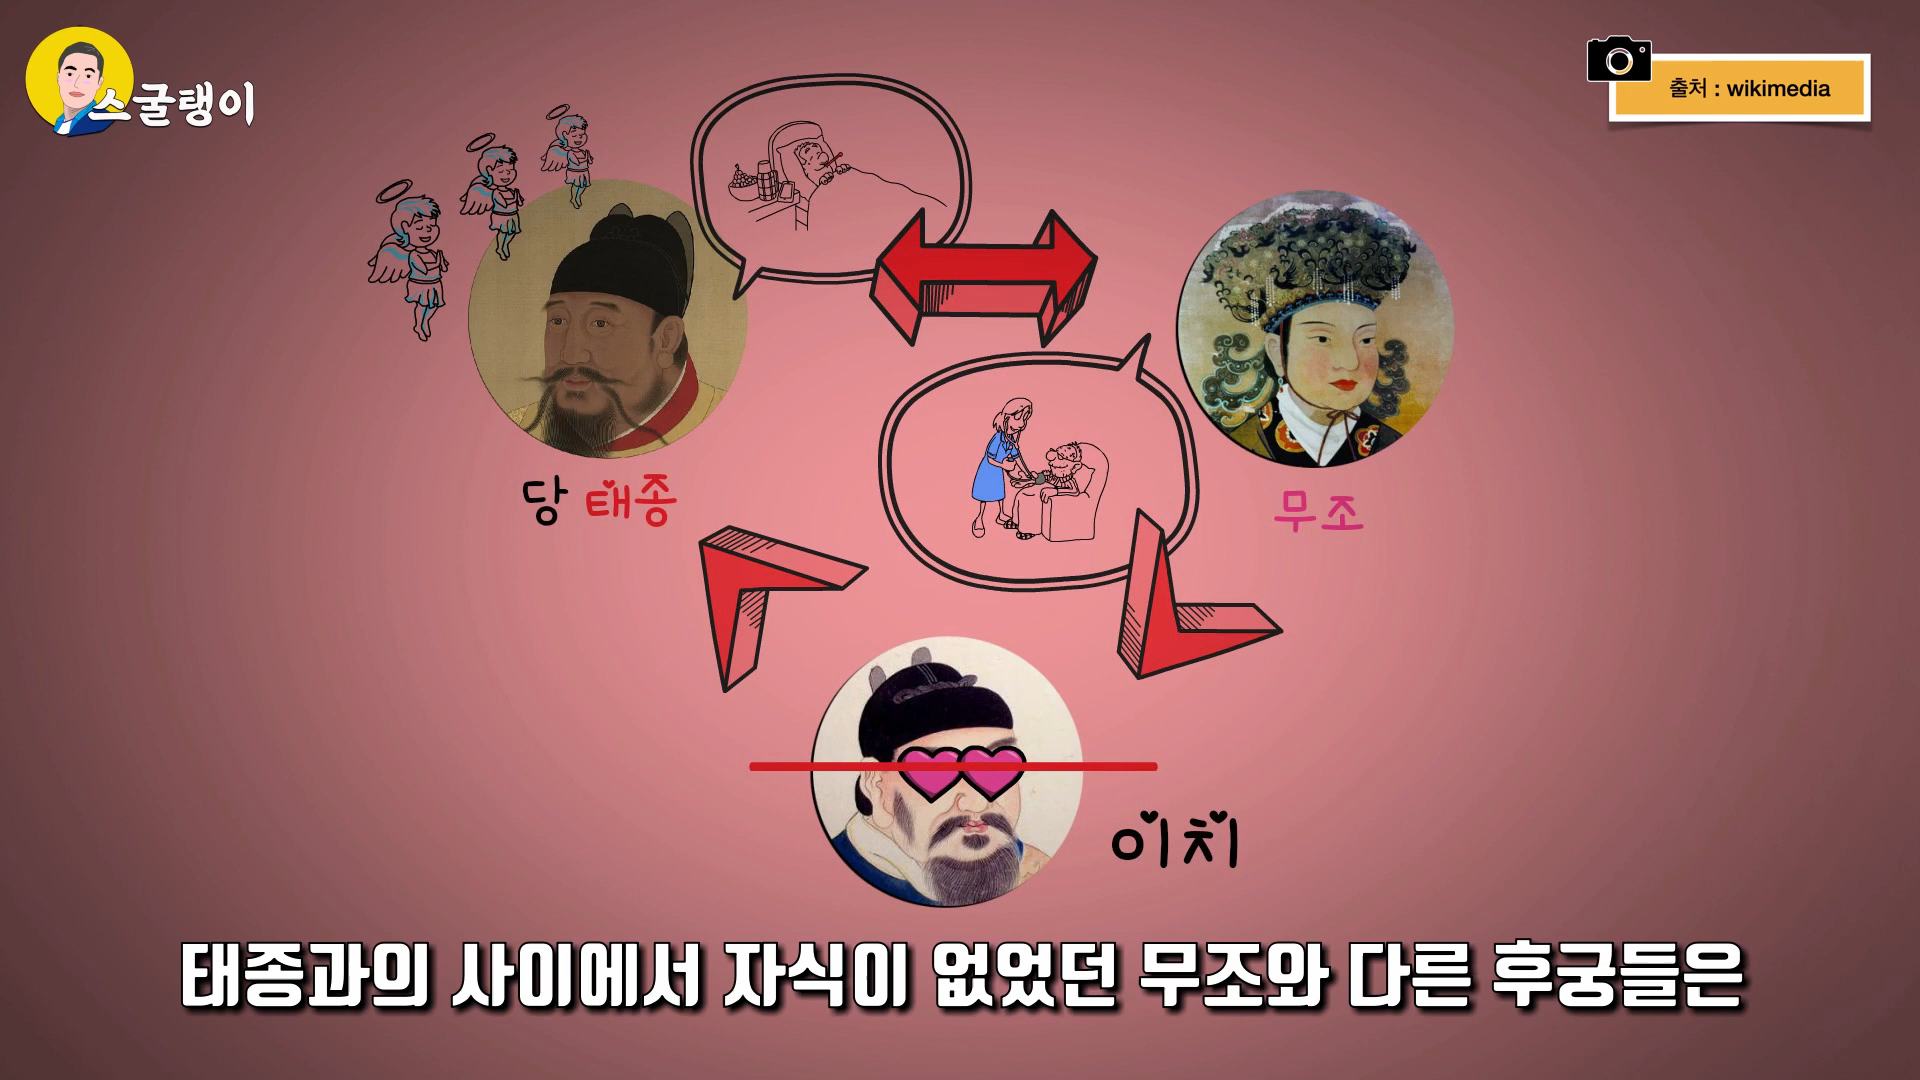 스굴탱이
출처 : wikimedia
당 태종
무조
이치
태종과의 사이에서 자식이 없었던 무조와 다른 후궁들은